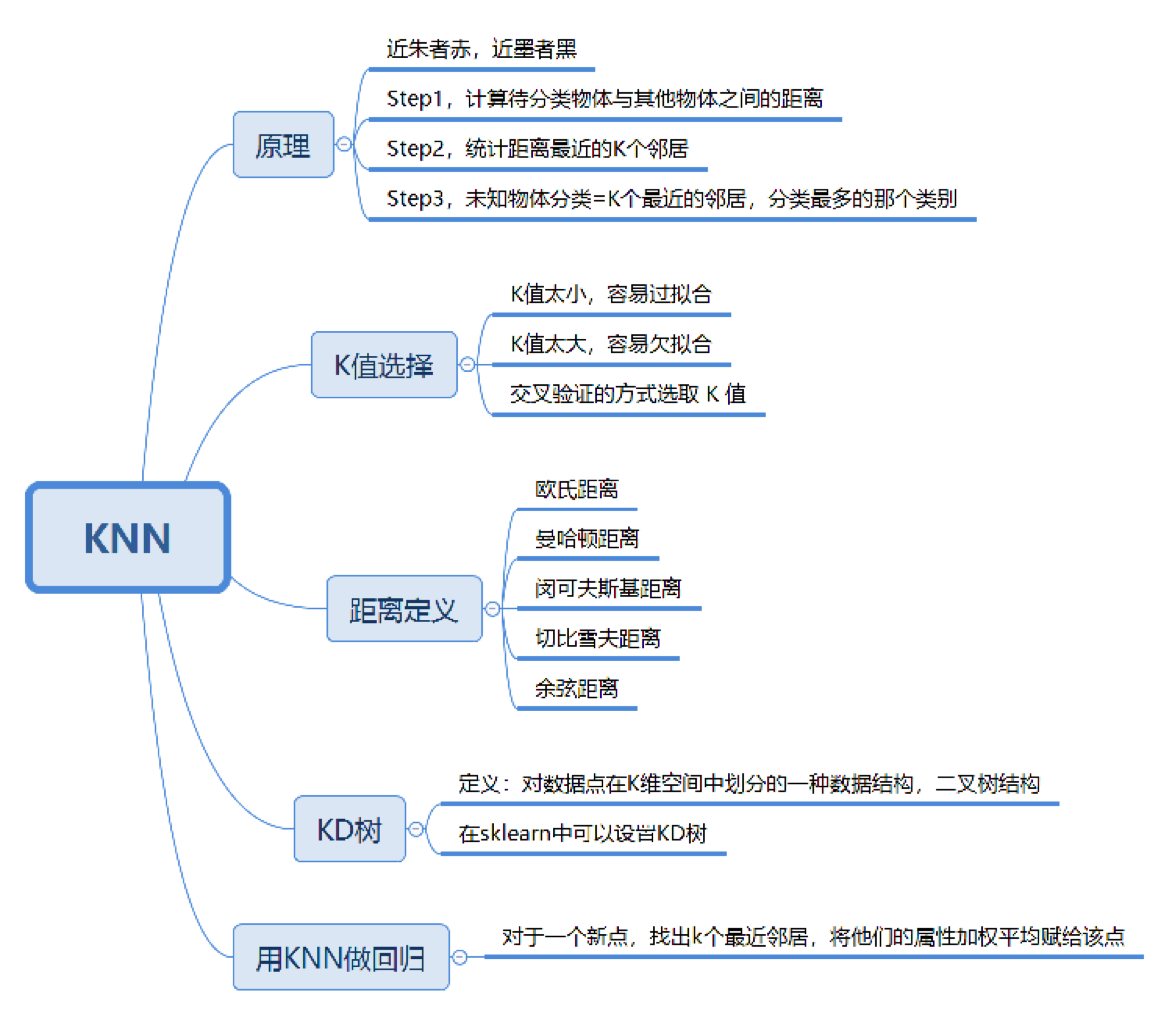 近朱者赤，近墨者黑
Step1，计算待分类物体与其他物体之间的距离
原理
Step2，统计距离最近的K个邻居
Step3，未知物体分类=K个最近的邻居，分类最多的那个类别
K值太小，容易过拟合
K值选择
K值太大，容易欠拟合
交叉验证的方式选取 K 值
KNN
欧氏距离
曼哈顿距离
距离定义
闵可夫斯基距离
切比雪夫距离
余弦距离
定义：对数据点在K维空间中划分的一种数据结构，二叉树结构
KD树
在sklearn中可以设置KD树
用KNN做回归
对于一个新点，找出k个最近邻居，将他们的属性加权平均赋给该点